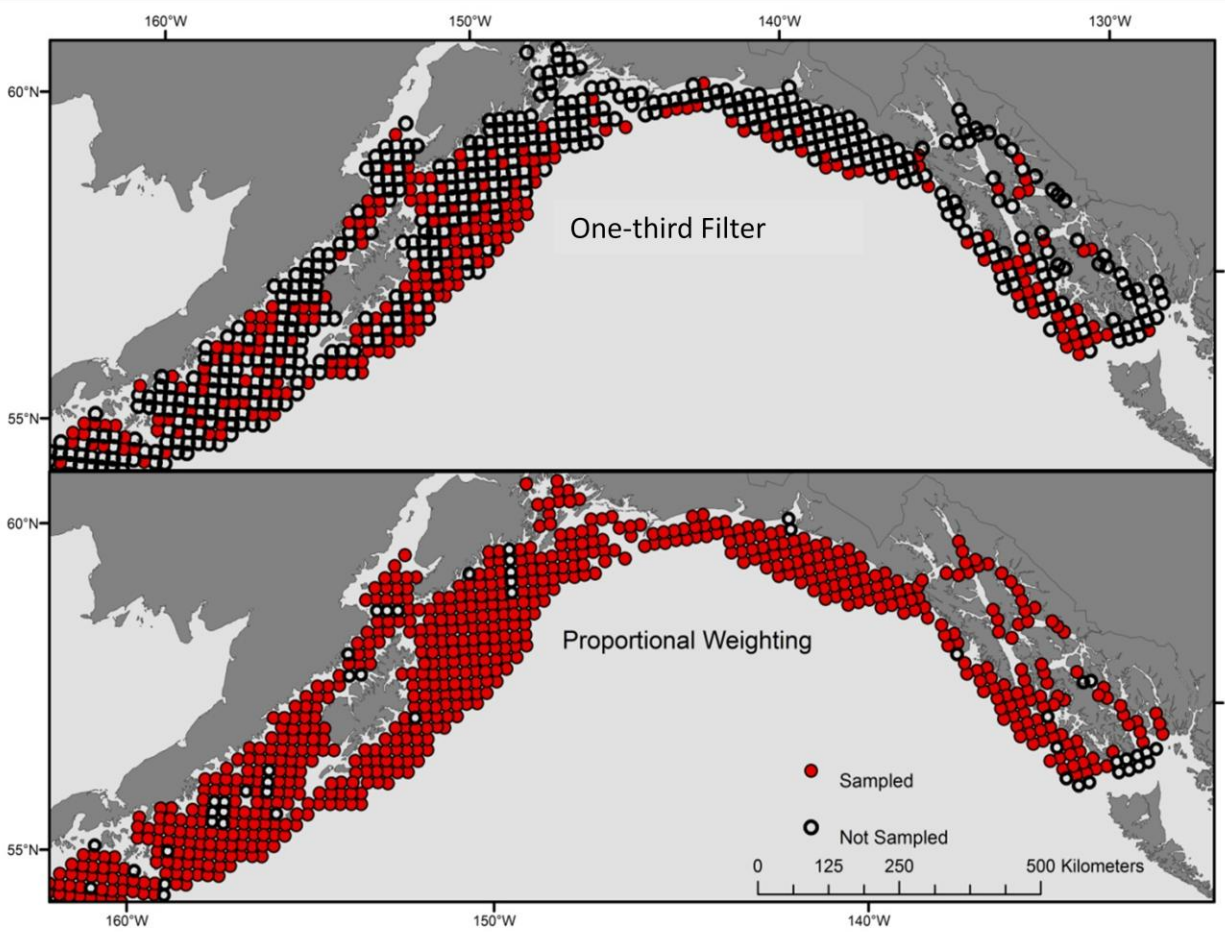 160°W 150°W 140°W 130°W
60°N
One-third Filter
55°N
60°N
Proportional Weighting
Sampled
Not Sampled
0 125 250 500 Kilometers
55°N
160°W 150°W 140°W